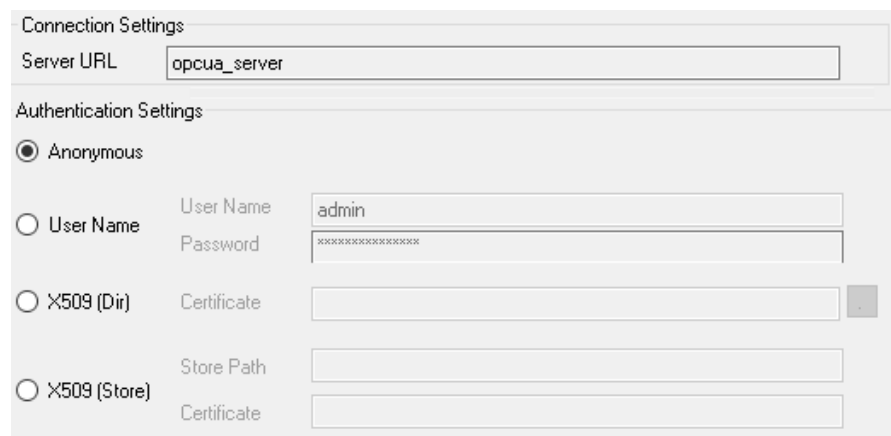 Connection Settings
Server URL opcua_server
Authentication Settings
Anonymous
User Name
User Name admin
Password ***************
X509 (Dir) Certificate .
Store Path
X509 (Store)
Certificate